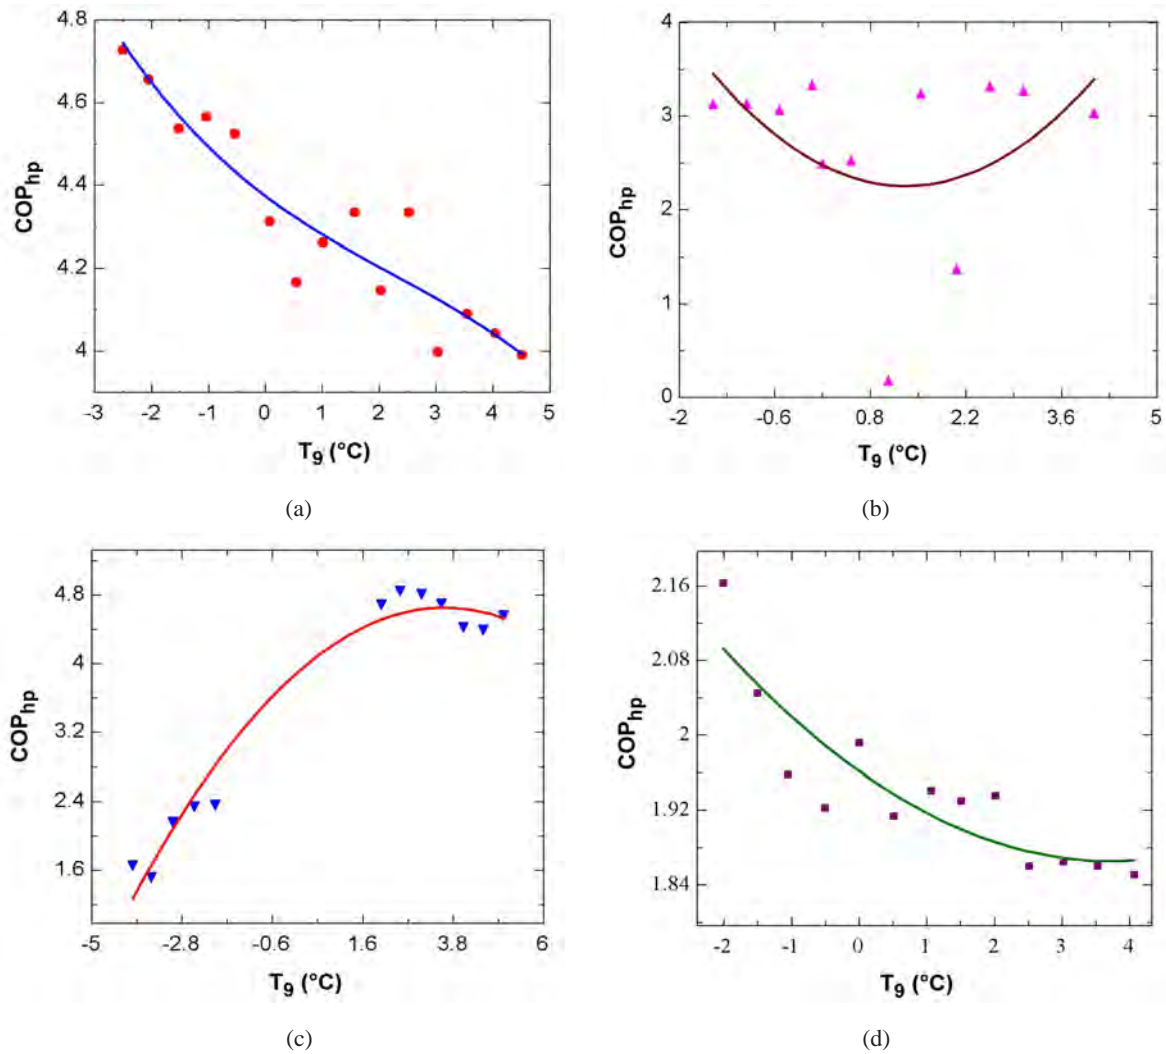 4.8
4.6
4.4
4.2
4
COPhp
-3 -2 -1 0 1 2 3 4 5
T9 (°C)
(a)
4
3
2
1
0
COPhp
-2 -0.6 0.8 2.2 3.6 5
T9 (°C)
(b)
4.8
4
3.2
2.4
1.6
COPhp
-5 -2.8 -0.6 1.6 3.8 6
T9 (°C)
(c)
2.16
2.08
2
1.92
1.84
COPhp
-2 -1 0 1 2 3 4
T9 (°C)
(d)